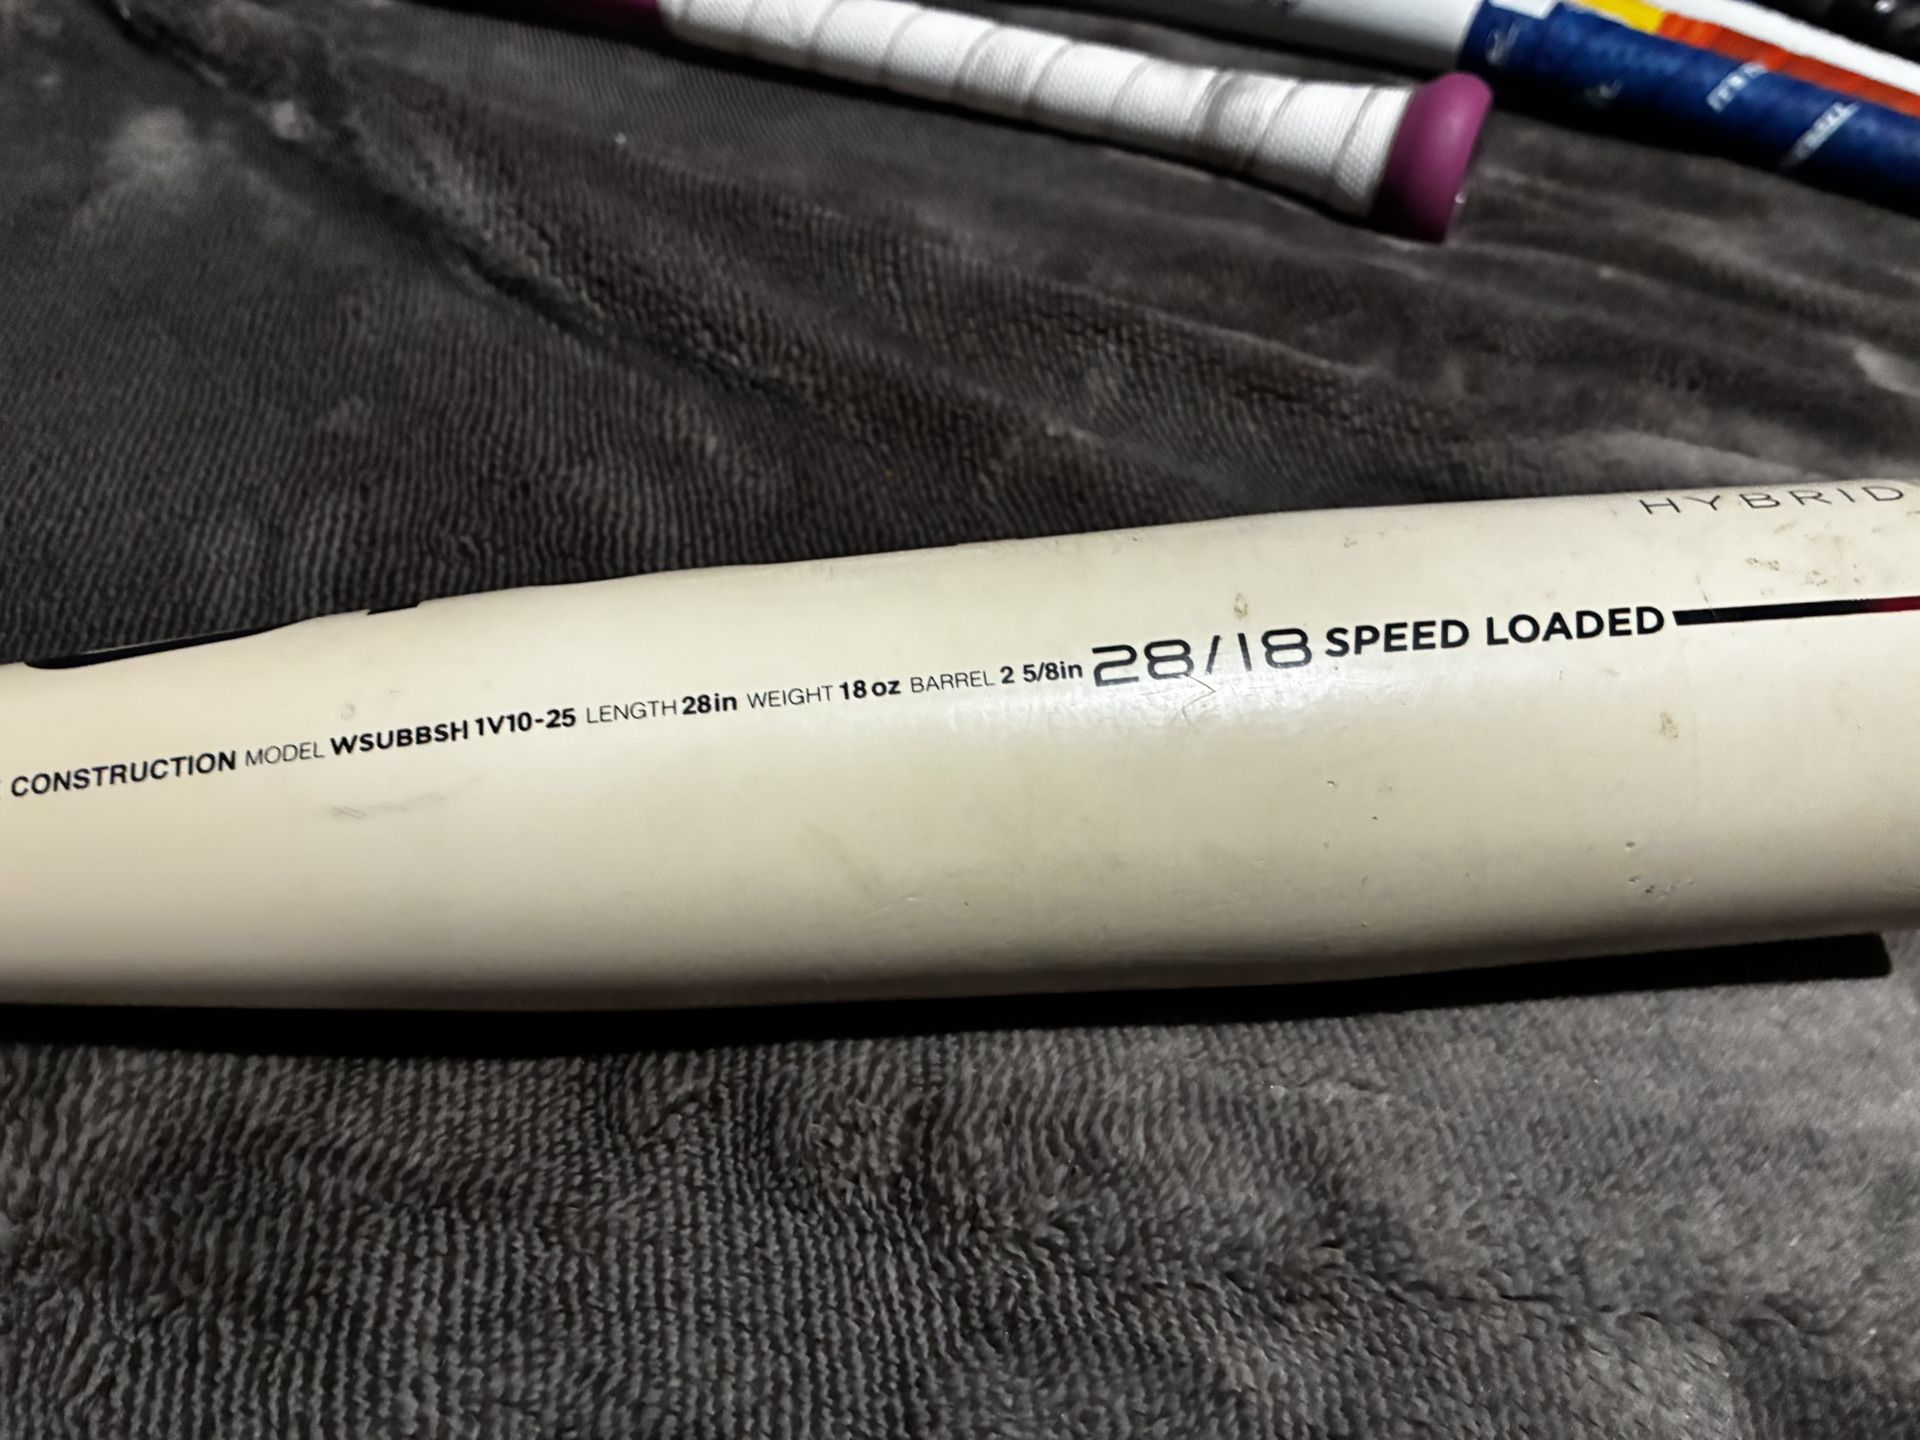 HYBRID
CONSTRUCTION MODEL WSUBBSH1V10-25 LENGTH 28in WEIGHT 18 oz BARREL 2 5/8in 28/18 SPEED LOADED